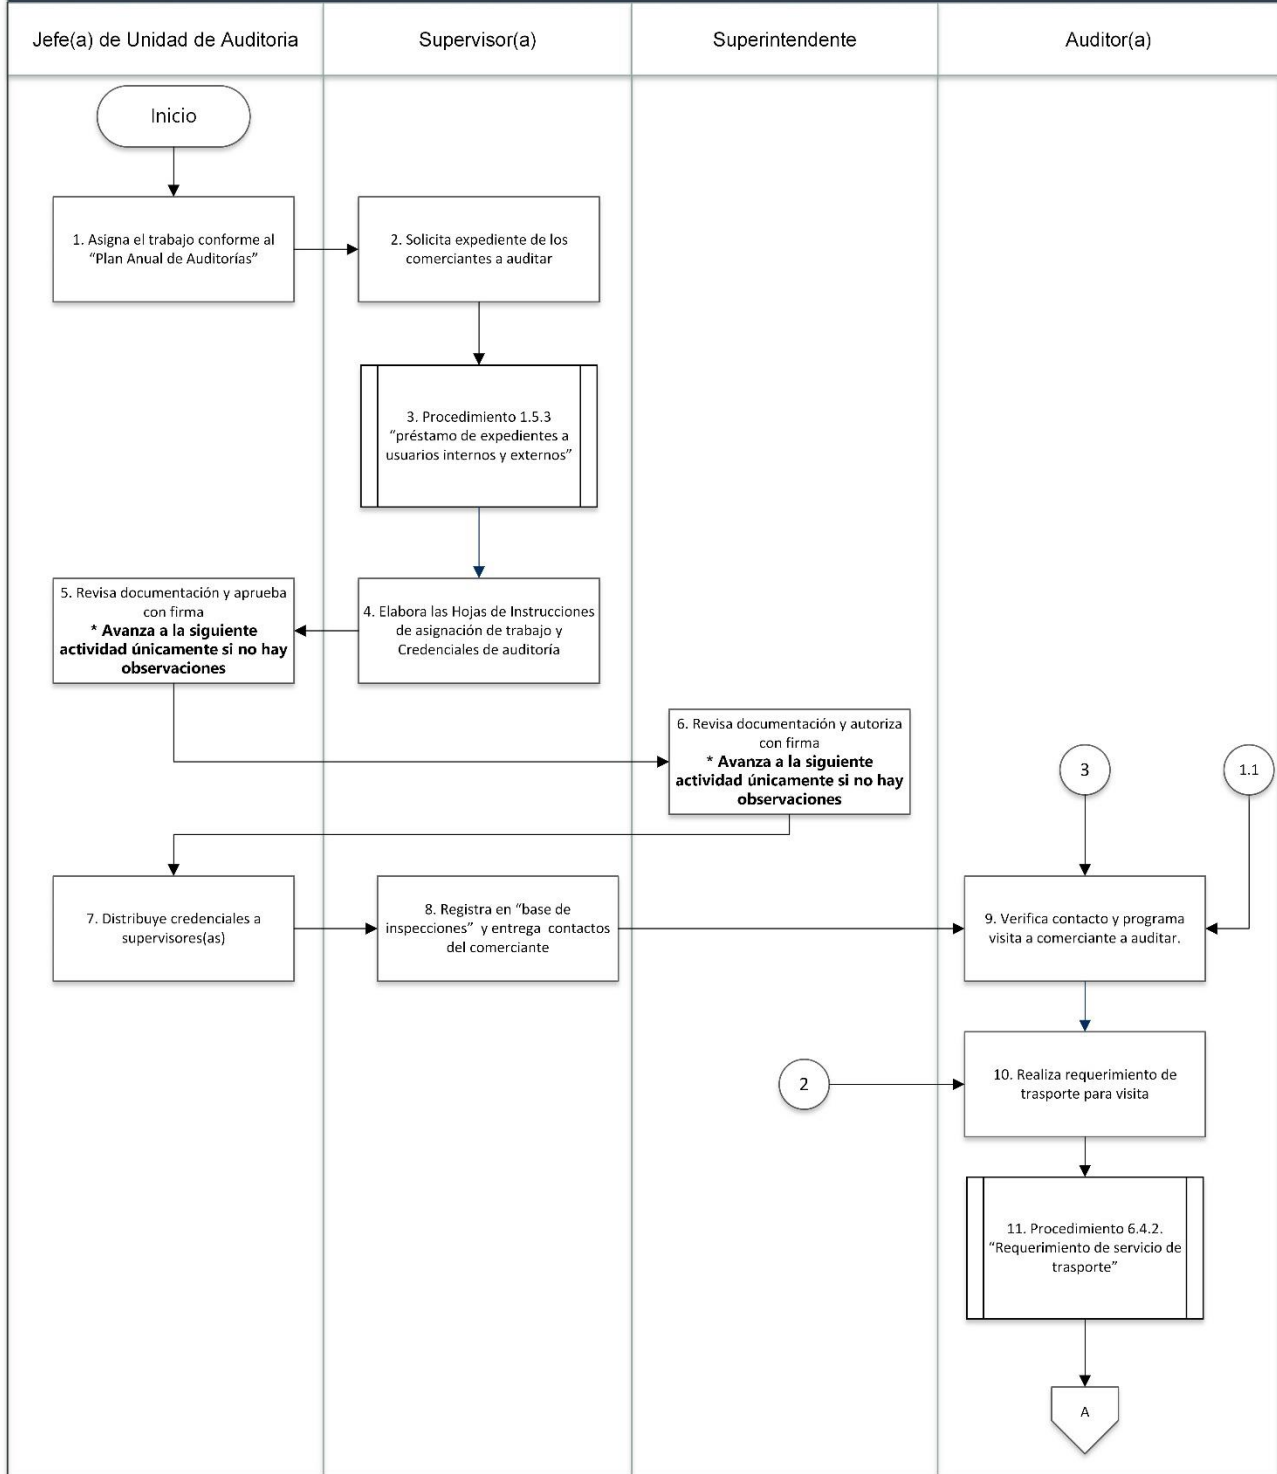 Jefe(a) de Unidad de Auditoria
Supervisor(a)
Superintendente
Auditor(a)
Inicio
1. Asigna el trabajo conforme al
“Plan Anual de Auditorías”
2. Solicita expediente de los
comerciantes a auditar
3. Procedimiento 1.5.3
“préstamo de expedientes a
usuarios internos y externos”
4. Elabora las Hojas de Instrucciones
de asignación de trabajo y
Credenciales de auditoría
5. Revisa documentación y aprueba
con firma
* Avanza a la siguiente
actividad únicamente si no hay
observaciones
6. Revisa documentación y autoriza
con firma
* Avanza a la siguiente
actividad únicamente si no hay
observaciones
3
1.1
7. Distribuye credenciales a
supervisores(as)
8. Registra en “base de
inspecciones” y entrega contactos
del comerciante
9. Verifica contacto y programa
visita a comerciante a auditar.
2
10. Realiza requerimiento de
trasporte para visita
11. Procedimiento 6.4.2.
“Requerimiento de servicio de
trasporte”
A